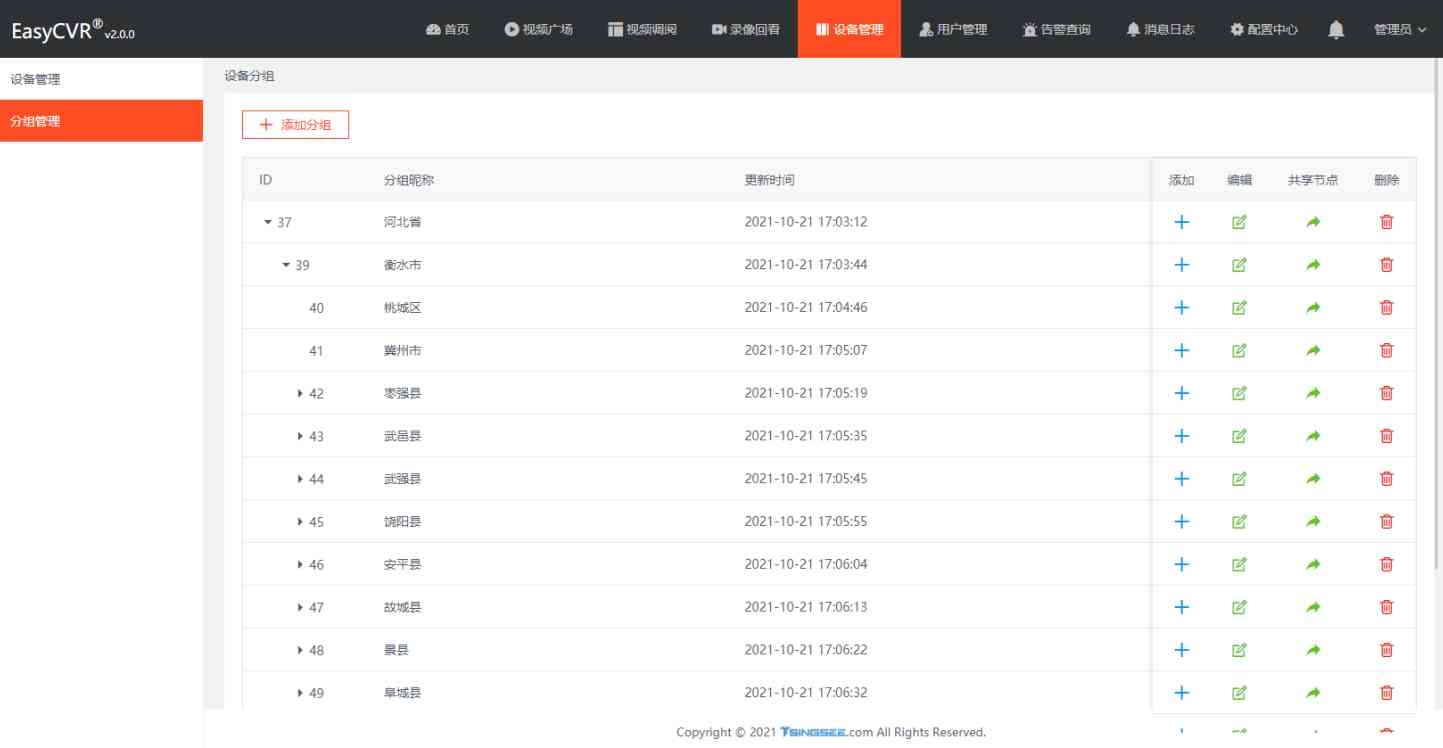 EasyCVR® v2.0.0 首页 视频广场 视频调阅 录像回看 设备管理 用户管理 告警查询 消息日志 配置中心 管理员
设备管理
分组管理
设备分组
添加分组
ID 分组昵称 更新时间 添加 编辑 共享节点 删除
37 河北省 2021-10-21 17:03:12
39 衡水市 2021-10-21 17:03:44
40 桃城区 2021-10-21 17:04:46
41 冀州市 2021-10-21 17:05:07
42 枣强县 2021-10-21 17:05:19
43 武邑县 2021-10-21 17:05:35
44 武强县 2021-10-21 17:05:45
45 饶阳县 2021-10-21 17:05:55
46 安平县 2021-10-21 17:06:04
47 故城县 2021-10-21 17:06:13
48 景县 2021-10-21 17:06:22
49 阜城县 2021-10-21 17:06:32
Copyright © 2021 TSINGSEE.com All Rights Reserved.